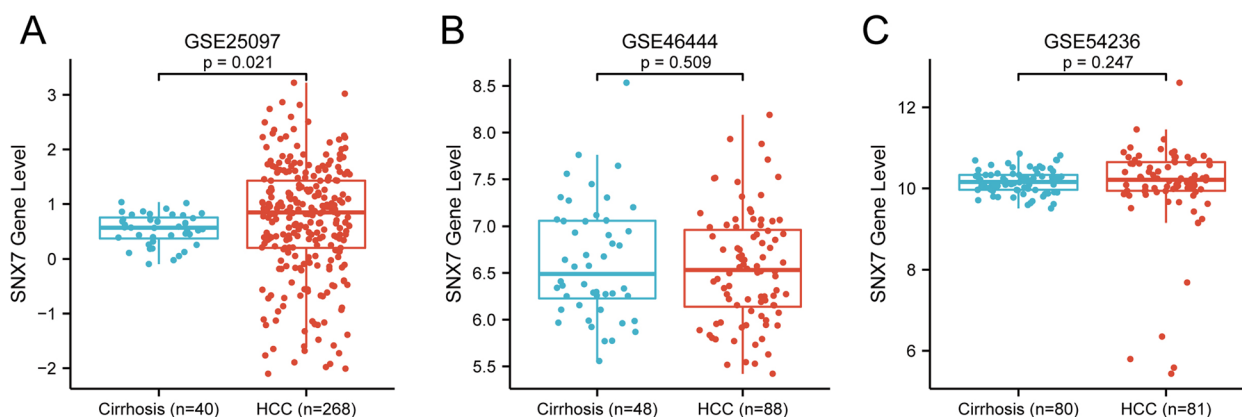 A
GSE25097
p = 0.021
SNX7 Gene Level
3
2
1
0
−1
−2
Cirrhosis (n=40)
HCC (n=268)
B
GSE46444
p = 0.509
SNX7 Gene Level
8.5
8.0
7.5
7.0
6.5
6.0
5.5
Cirrhosis (n=48)
HCC (n=88)
C
GSE54236
p = 0.247
SNX7 Gene Level
12
10
8
6
Cirrhosis (n=80)
HCC (n=81)